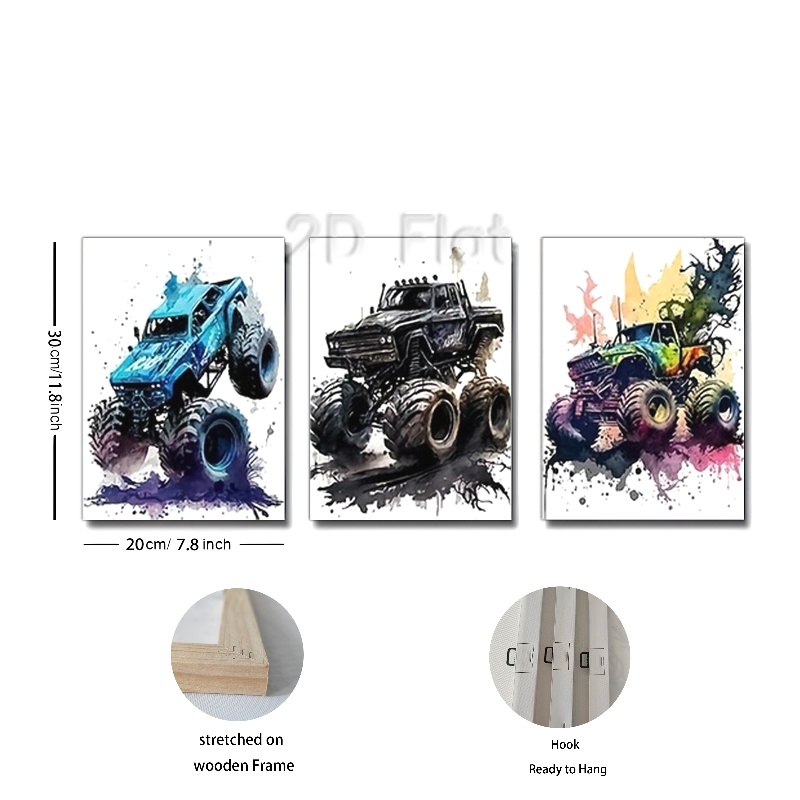 2D Flat
30cm/11.8inch
20cm/ 7.8 inch
stretched on
wooden Frame
Hook
Ready to Hang